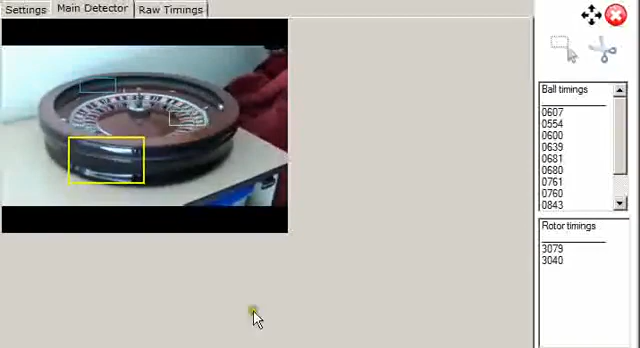 Settings
Main Detector
Raw Timings
Ball timings
0607
0554
0600
0639
0681
0680
0761
0760
0843
Rotor timings
3079
3040